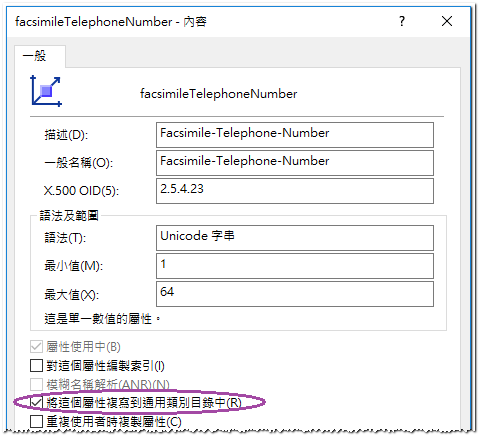 facsimileTelephoneNumber - 內容
一般
facsimileTelephoneNumber
描述(D): Facsimile-Telephone-Number
一般名稱(O): Facsimile-Telephone-Number
X.500 OID(5): 2.5.4.23
語法及範圍
語法(T): Unicode 字串
最小值(M): 1
最大值(X): 64
這是單一數值的屬性。
屬性使用中(B)
對這個屬性編製索引(I)
模糊名稱解析(ANR)(N)
將這個屬性複寫到通用類別目錄中(R)
重複使用者時複製屬性(C)